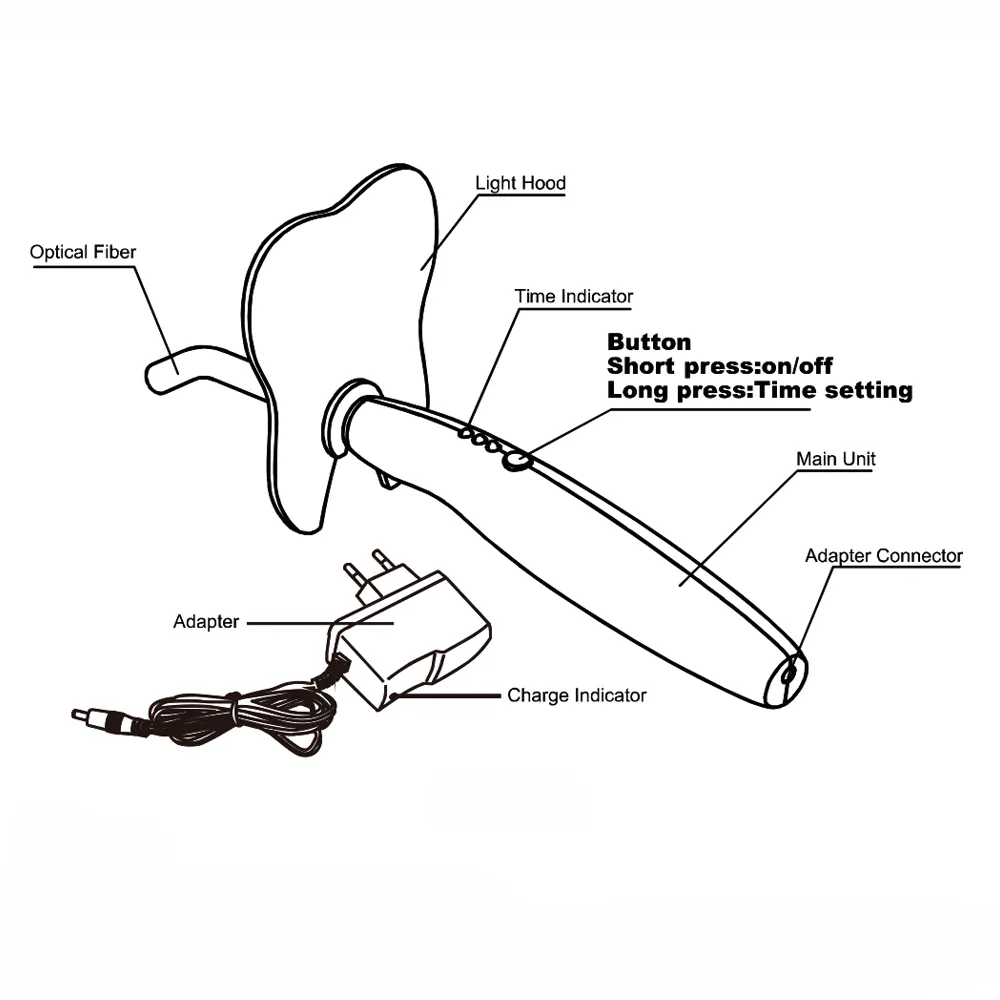 Light Hood
Optical Fiber
Time Indicator
Button
Short press:on/off
Long press:Time setting
Main Unit
Adapter Connector
Adapter
Charge Indicator